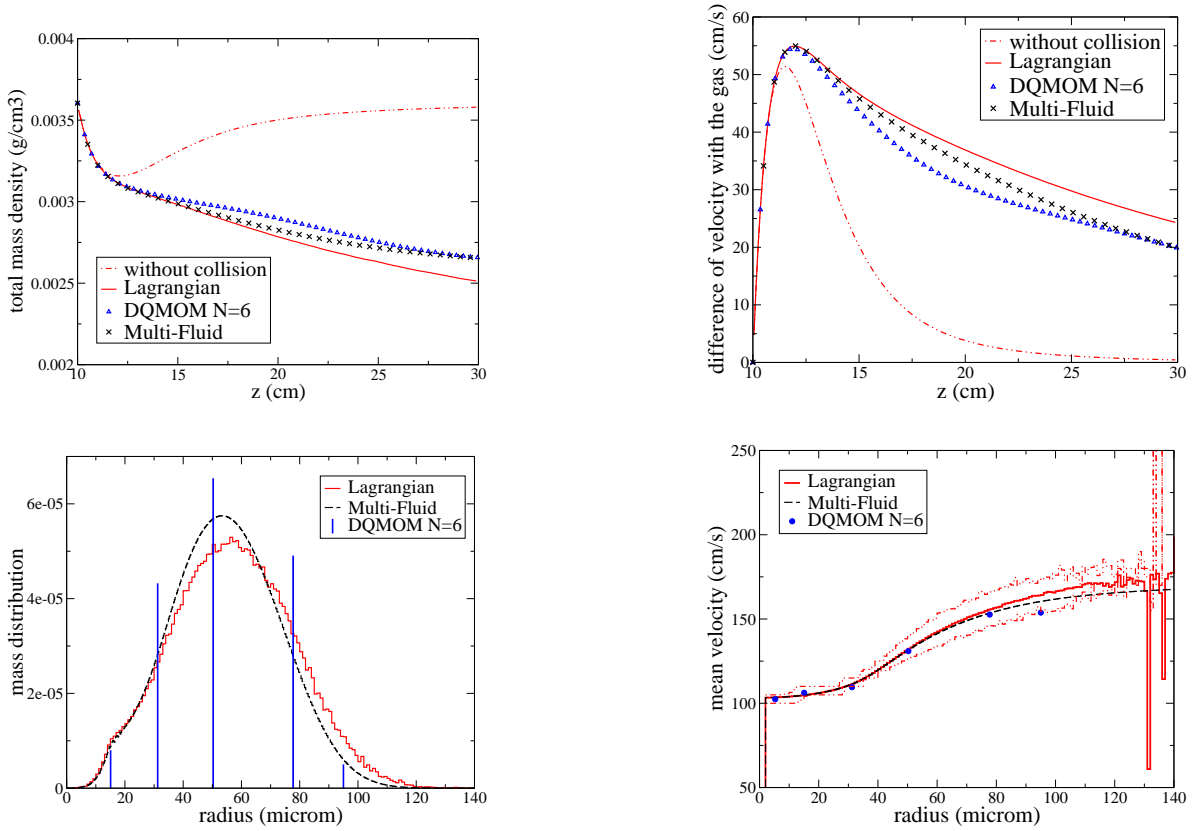 total mass density (g/cm3)
0.004
0.0035
0.003
0.0025
0.002
without collision
Lagrangian
DQMOM N=6
Multi-Fluid
10 15 20 25 30
z (cm)
difference of velocity with the gas (cm/s)
60
50
40
30
20
10
0
without collision
Lagrangian
DQMOM N=6
Multi-Fluid
10 15 20 25 30
z (cm)
mass distribution
6e-05
4e-05
2e-05
0
Lagrangian
Multi-Fluid
DQMOM N=6
0 20 40 60 80 100 120 140
radius (microm)
mean velocity (cm/s)
250
200
150
100
50
Lagrangian
Multi-Fluid
DQMOM N=6
0 20 40 60 80 100 120 140
radius (microm)